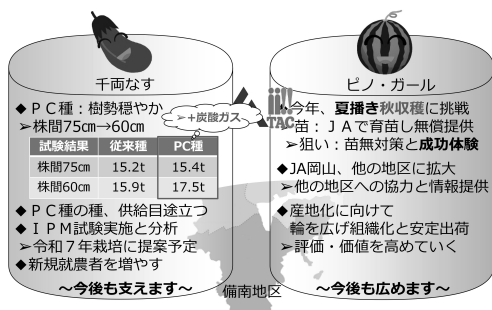 千両なす
◆ＰＣ種：樹勢穏やか
➢株間75㎝→60㎝
➢+炭酸ガス
試験結果 従来種 PC種
株間75㎝ 15.2t 15.4t
株間60㎝ 15.9t 17.5t
◆ＰＣ種の種、供給目途立つ
◆ＩＰＭ試験実施と分析
➢令和７年栽培に提案予定
◆新規就農者を増やす
～今後も支えます～
TAC
備南地区
ピノ・ガール
今年、夏播き秋収穫に挑戦
苗：ＪＡで育苗し無償提供
➢狙い：苗無対策と成功体験
◆JA岡山、他の地区に拡大
➢他の地区への協力と情報提供
◆産地化に向けて
輪を広げ組織化と安定出荷
➢評価・価値を高めていく
～今後も広めます～